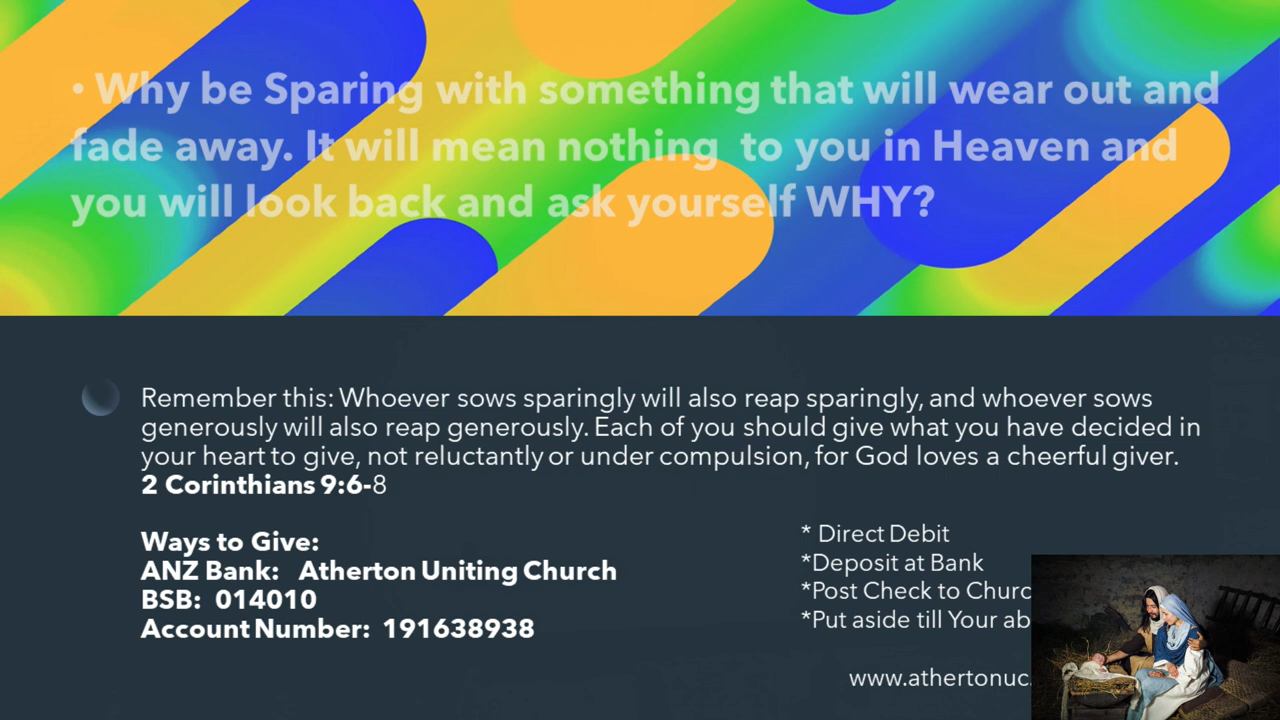 • Why be Sparing with something that will wear out and
fade away. It will mean nothing to you in Heaven and
you will look back and ask yourself WHY?
Remember this: Whoever sows sparingly will also reap sparingly, and whoever sows
generously will also reap generously. Each of you should give what you have decided in
your heart to give, not reluctantly or under compulsion, for God loves a cheerful giver.
2 Corinthians 9:6-8
Ways to Give:
ANZ Bank: Atherton Uniting Church
BSB: 014010
Account Number: 191638938
* Direct Debit
*Deposit at Bank
*Post Check to Churc
*Put aside till Your ab
www.athertonuc.